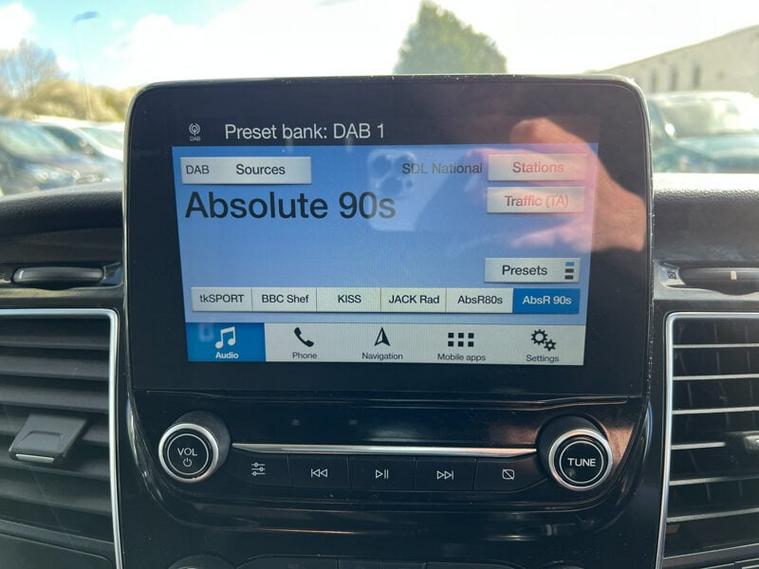 DAB Preset bank: DAB 1
DAB Sources SDL National Stations
Absolute 90s Traffic (TA)
Presets
tkSPORT BBC Shef KISS JACK Rad AbsR80s AbsR 90s
Audio Phone Navigation Mobile apps Settings
VOL TUNE